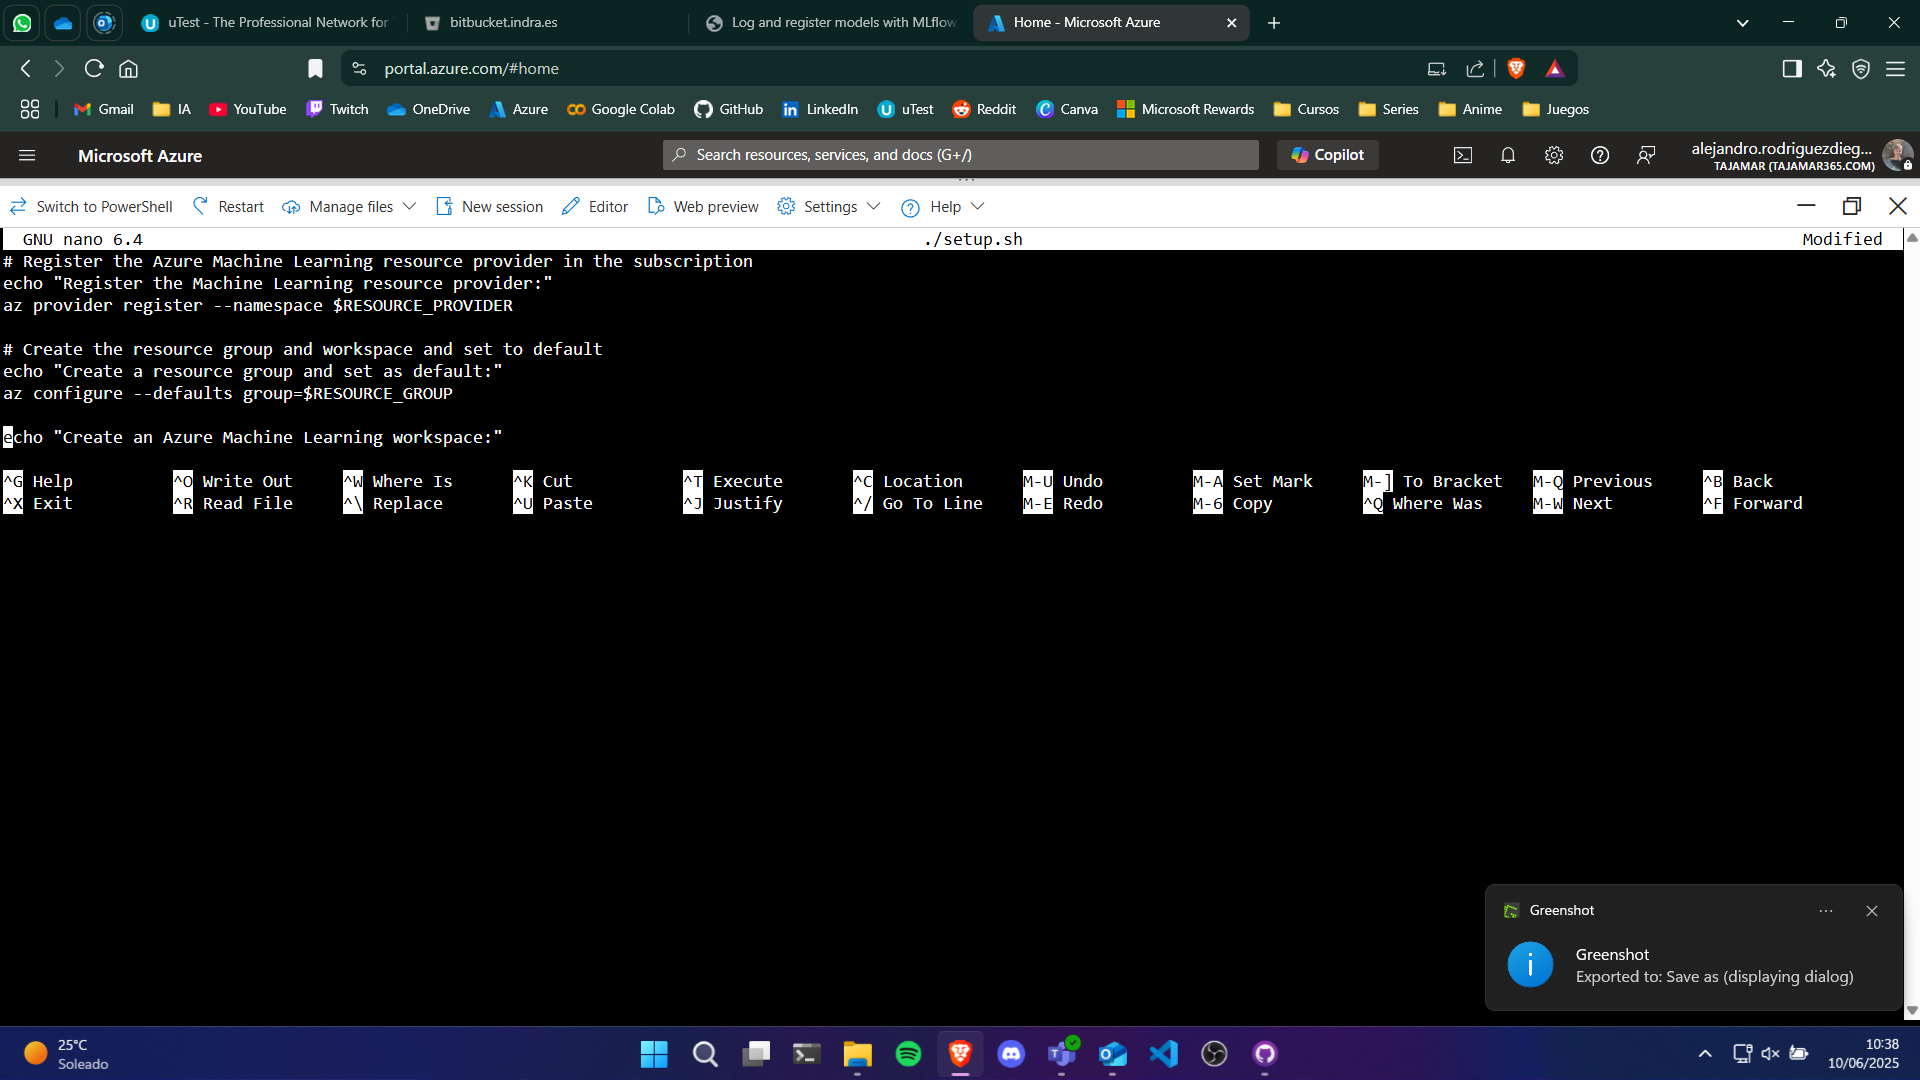 uTest - The Professional Network for
bitbucket.indra.es
Log and register models with MLflow
Home - Microsoft Azure
portal.azure.com/#home
Gmail
IA
YouTube
Twitch
OneDrive
Azure
Google Colab
GitHub
LinkedIn
uTest
Reddit
Canva
Microsoft Rewards
Cursos
Series
Anime
Juegos
Microsoft Azure
Search resources, services, and docs (G+/)
Copilot
alejandro.rodriguezdieg...
TAJAMAR (TAJAMAR365.COM)
Switch to PowerShell
Restart
Manage files
New session
Editor
Web preview
Settings
Help
GNU nano 6.4 ./setup.sh Modified
# Register the Azure Machine Learning resource provider in the subscription
echo "Register the Machine Learning resource provider:"
az provider register --namespace $RESOURCE_PROVIDER
# Create the resource group and workspace and set to default
echo "Create a resource group and set as default:"
az configure --defaults group=$RESOURCE_GROUP
echo "Create an Azure Machine Learning workspace:"
^G Help ^O Write Out ^W Where Is ^K Cut ^T Execute ^C Location M-U Undo M-A Set Mark M-] To Bracket M-Q Previous ^B Back
^X Exit ^R Read File ^\ Replace ^U Paste ^J Justify ^/ Go To Line M-E Redo M-6 Copy ^Q Where Was M-W Next ^F Forward
Greenshot
Greenshot
Exported to: Save as (displaying dialog)
25°C
Soleado
10:38
10/06/2025